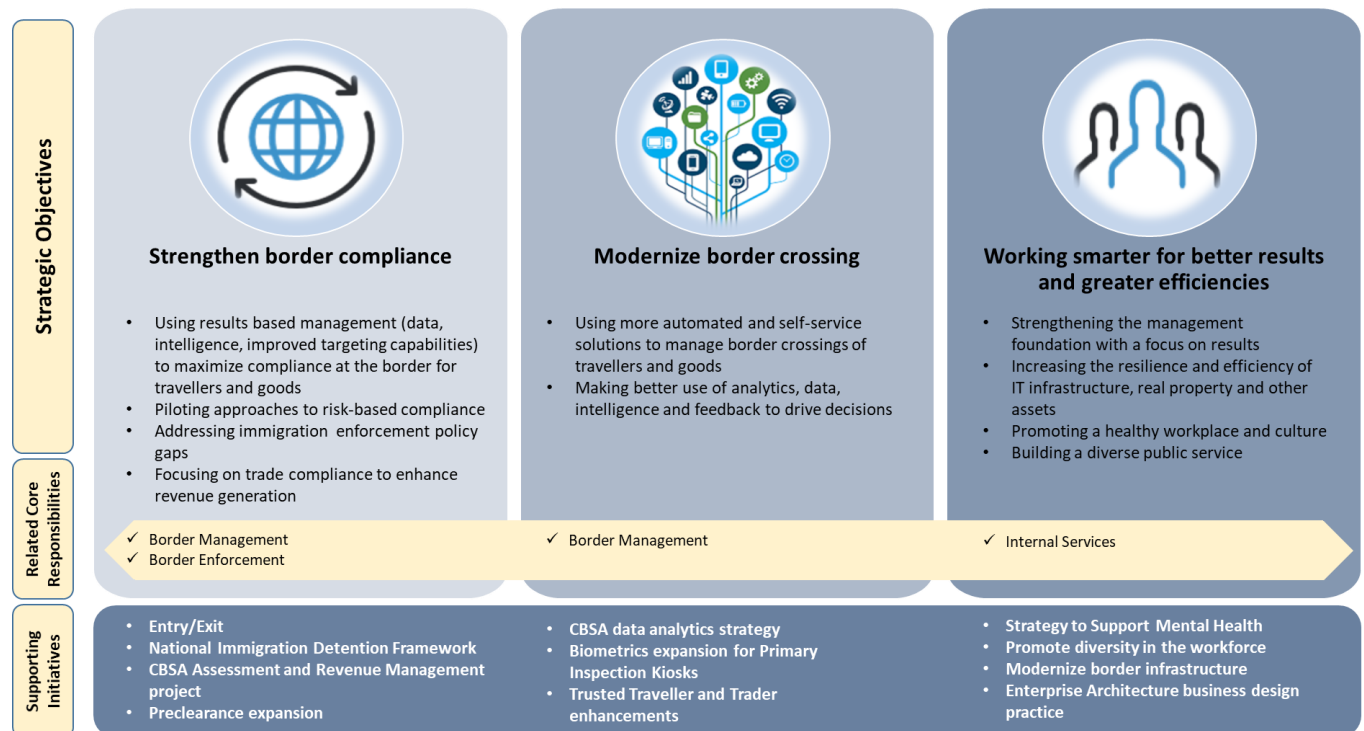 Strategic Objectives
Strengthen border compliance
• Using results based management (data,
intelligence, improved targeting capabilities)
to maximize compliance at the border for
travellers and goods
• Piloting approaches to risk-based compliance
• Addressing immigration enforcement policy
gaps
• Focusing on trade compliance to enhance
revenue generation
Modernize border crossing
• Using more automated and self-service
solutions to manage border crossings of
travellers and goods
• Making better use of analytics, data,
intelligence and feedback to drive decisions
Working smarter for better results
and greater efficiencies
• Strengthening the management
foundation with a focus on results
• Increasing the resilience and efficiency of
IT infrastructure, real property and other
assets
• Promoting a healthy workplace and culture
• Building a diverse public service
Related Core
Responsibilities
✓ Border Management
✓ Border Enforcement
✓ Border Management
✓ Internal Services
Supporting
Initiatives
• Entry/Exit
• National Immigration Detention Framework
• CBSA Assessment and Revenue Management
project
• Preclearance expansion
• CBSA data analytics strategy
• Biometrics expansion for Primary
Inspection Kiosks
• Trusted Traveller and Trader
enhancements
• Strategy to Support Mental Health
• Promote diversity in the workforce
• Modernize border infrastructure
• Enterprise Architecture business design
practice